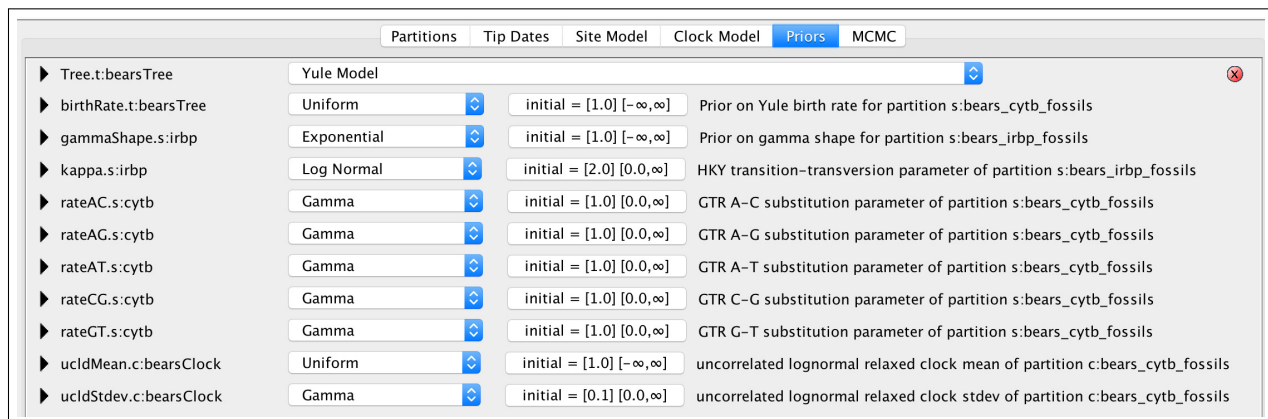 Partitions Tip Dates Site Model Clock Model Priors MCMC
Tree.t:bearsTree Yule Model x
birthRate.t:bearsTree Uniform initial = [1.0] [-∞,∞] Prior on Yule birth rate for partition s:bears_cytb_fossils
gammaShape.s:irbp Exponential initial = [1.0] [-∞,∞] Prior on gamma shape for partition s:bears_irbp_fossils
kappa.s:irbp Log Normal initial = [2.0] [0.0,∞] HKY transition-transversion parameter of partition s:bears_irbp_fossils
rateAC.s:cytb Gamma initial = [1.0] [0.0,∞] GTR A-C substitution parameter of partition s:bears_cytb_fossils
rateAG.s:cytb Gamma initial = [1.0] [0.0,∞] GTR A-G substitution parameter of partition s:bears_cytb_fossils
rateAT.s:cytb Gamma initial = [1.0] [0.0,∞] GTR A-T substitution parameter of partition s:bears_cytb_fossils
rateCG.s:cytb Gamma initial = [1.0] [0.0,∞] GTR C-G substitution parameter of partition s:bears_cytb_fossils
rateGT.s:cytb Gamma initial = [1.0] [0.0,∞] GTR G-T substitution parameter of partition s:bears_cytb_fossils
ucldMean.c:bearsClock Uniform initial = [1.0] [-∞,∞] uncorrelated lognormal relaxed clock mean of partition c:bears_cytb_fossils
ucldStdev.c:bearsClock Gamma initial = [0.1] [0.0,∞] uncorrelated lognormal relaxed clock stdev of partition c:bears_cytb_fossils